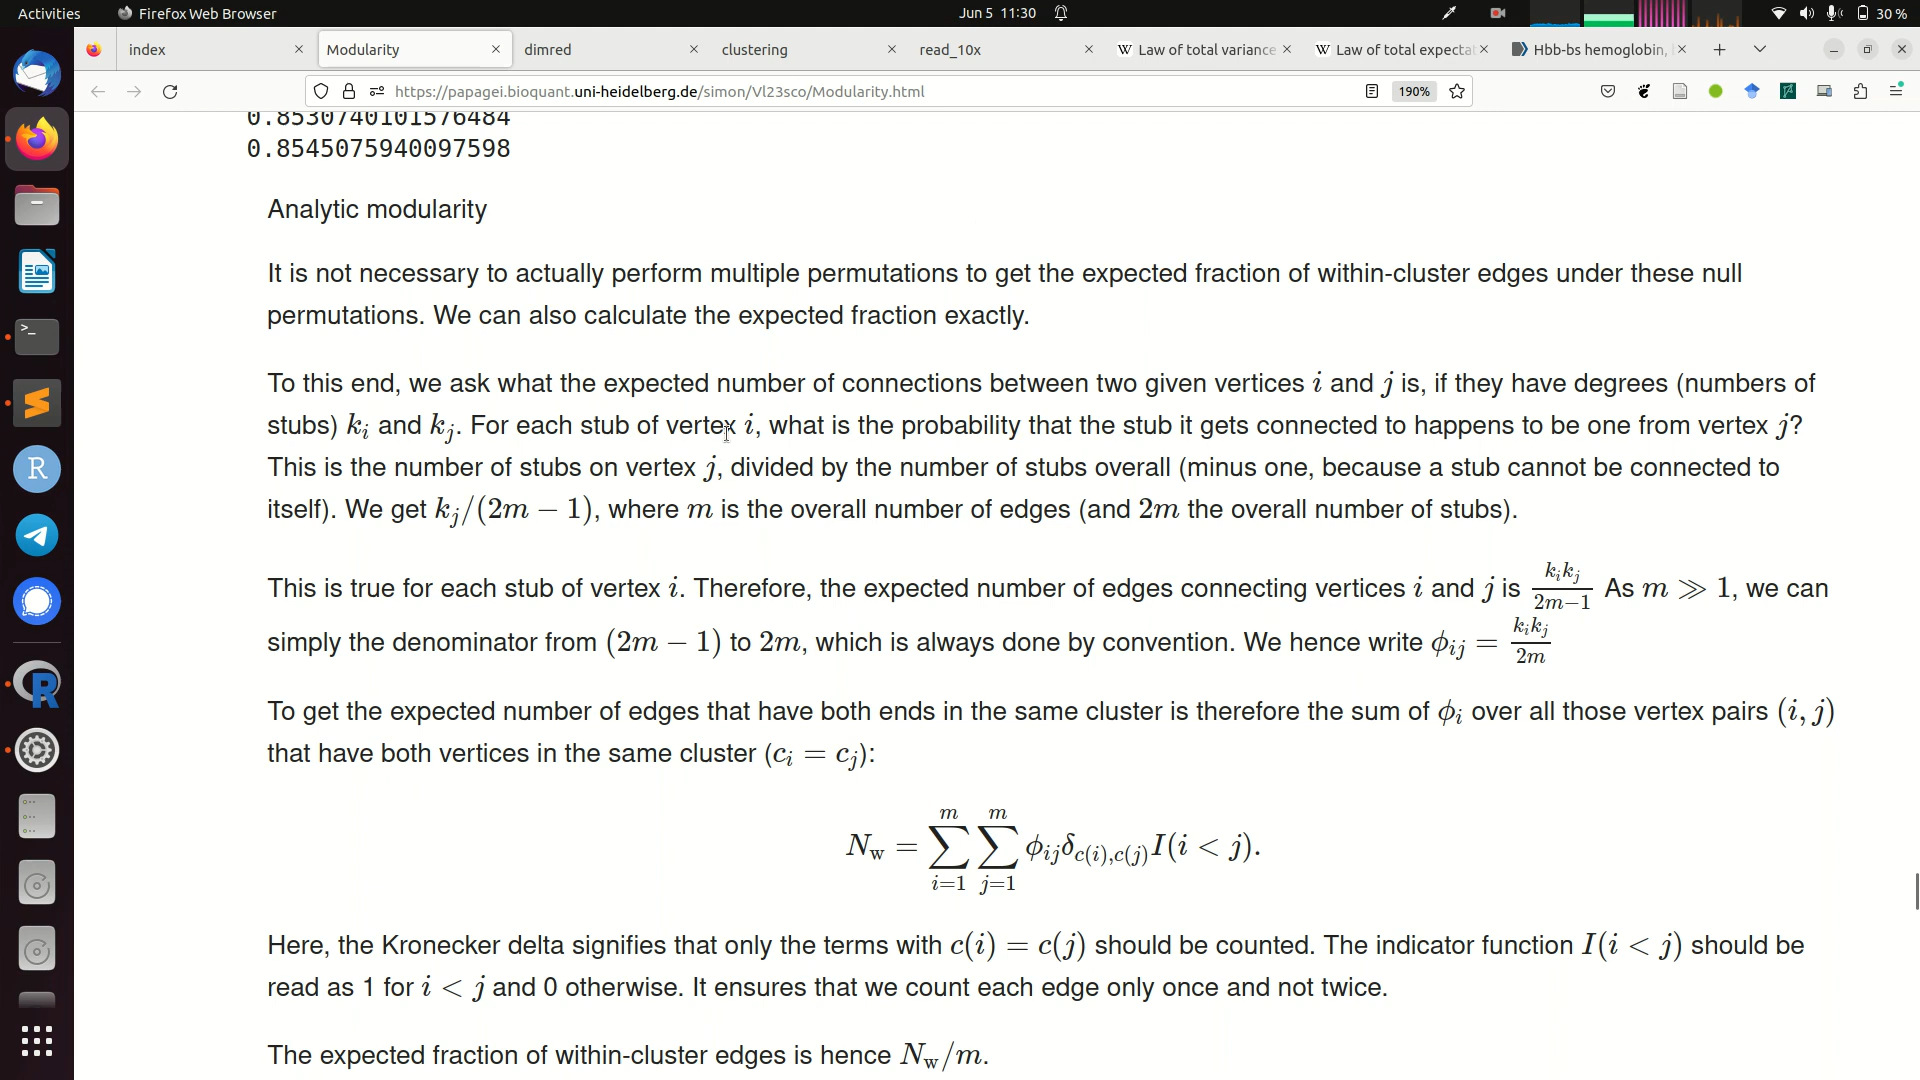 Activities Firefox Web Browser Jun 5 11:30 30 %
index Modularity dimred clustering read_10x Law of total variance Law of total expecta Hbb-bs hemoglobin,
https://papagei.bioquant.uni-heidelberg.de/simon/Vl23sco/Modularity.html 190%
0.8530740101576484
0.8545075940097598
Analytic modularity
It is not necessary to actually perform multiple permutations to get the expected fraction of within-cluster edges under these null
permutations. We can also calculate the expected fraction exactly.
To this end, we ask what the expected number of connections between two given vertices i and j is, if they have degrees (numbers of
stubs) k_i and k_j. For each stub of vertex i, what is the probability that the stub it gets connected to happens to be one from vertex j?
This is the number of stubs on vertex j, divided by the number of stubs overall (minus one, because a stub cannot be connected to
itself). We get k_j/(2m − 1), where m is the overall number of edges (and 2m the overall number of stubs).
This is true for each stub of vertex i. Therefore, the expected number of edges connecting vertices i and j is \frac{k_i k_j}{2m−1} As m ≫ 1, we can
simply the denominator from (2m − 1) to 2m, which is always done by convention. We hence write ϕ_{ij} = \frac{k_i k_j}{2m}
To get the expected number of edges that have both ends in the same cluster is therefore the sum of ϕ_i over all those vertex pairs (i, j)
that have both vertices in the same cluster (c_i = c_j):
N_w = \sum_{i=1}^{m} \sum_{j=1}^{m} ϕ_{ij} δ_{c(i),c(j)} I(i < j).
Here, the Kronecker delta signifies that only the terms with c(i) = c(j) should be counted. The indicator function I(i < j) should be
read as 1 for i < j and 0 otherwise. It ensures that we count each edge only once and not twice.
The expected fraction of within-cluster edges is hence N_w/m.